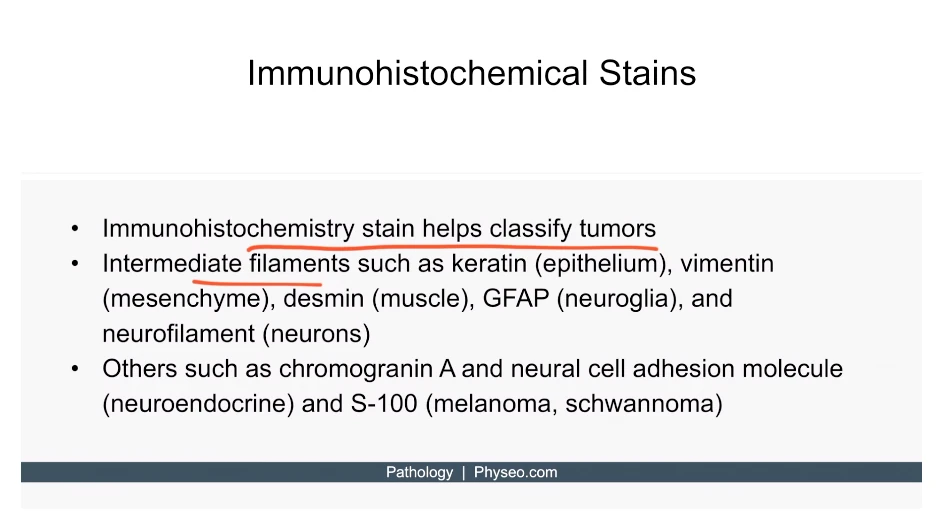 Immunohistochemical Stains
• Immunohistochemistry stain helps classify tumors
• Intermediate filaments such as keratin (epithelium), vimentin
(mesenchyme), desmin (muscle), GFAP (neuroglia), and
neurofilament (neurons)
• Others such as chromogranin A and neural cell adhesion molecule
(neuroendocrine) and S-100 (melanoma, schwannoma)
Pathology | Physeo.com